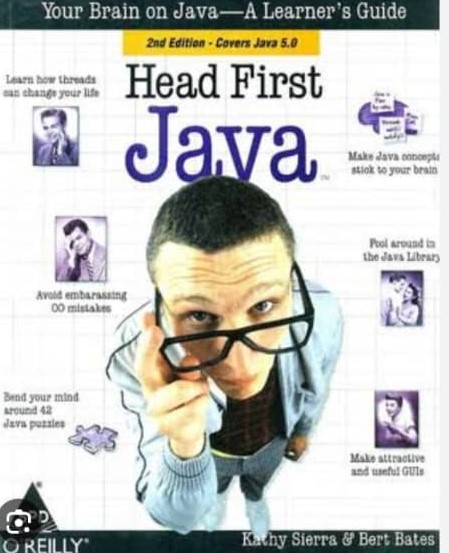 Your Brain on Java—A Learner's Guide
2nd Edition - Covers Java 5.0
Head First
Java
Learn how threads
can change your life
Make Java concepts
stick to your brain
Fool around in
the Java Library
Avoid embarassing
OO mistakes
Bend your mind
around 42
Java puzzles
Make attractive
and useful GUIs
O'REILLY®
Kathy Sierra & Bert Bates